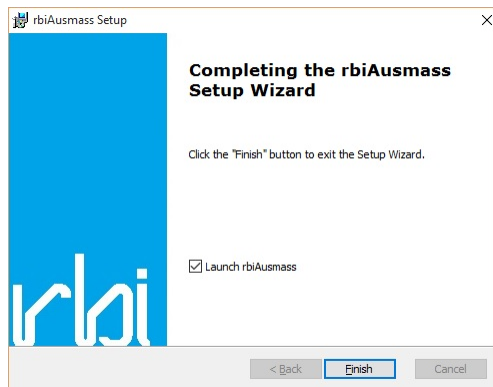 rbiAusmass Setup
Completing the rbiAusmass
Setup Wizard
Click the "Finish" button to exit the Setup Wizard.
Launch rbiAusmass
rbi
< Back
Finish
Cancel